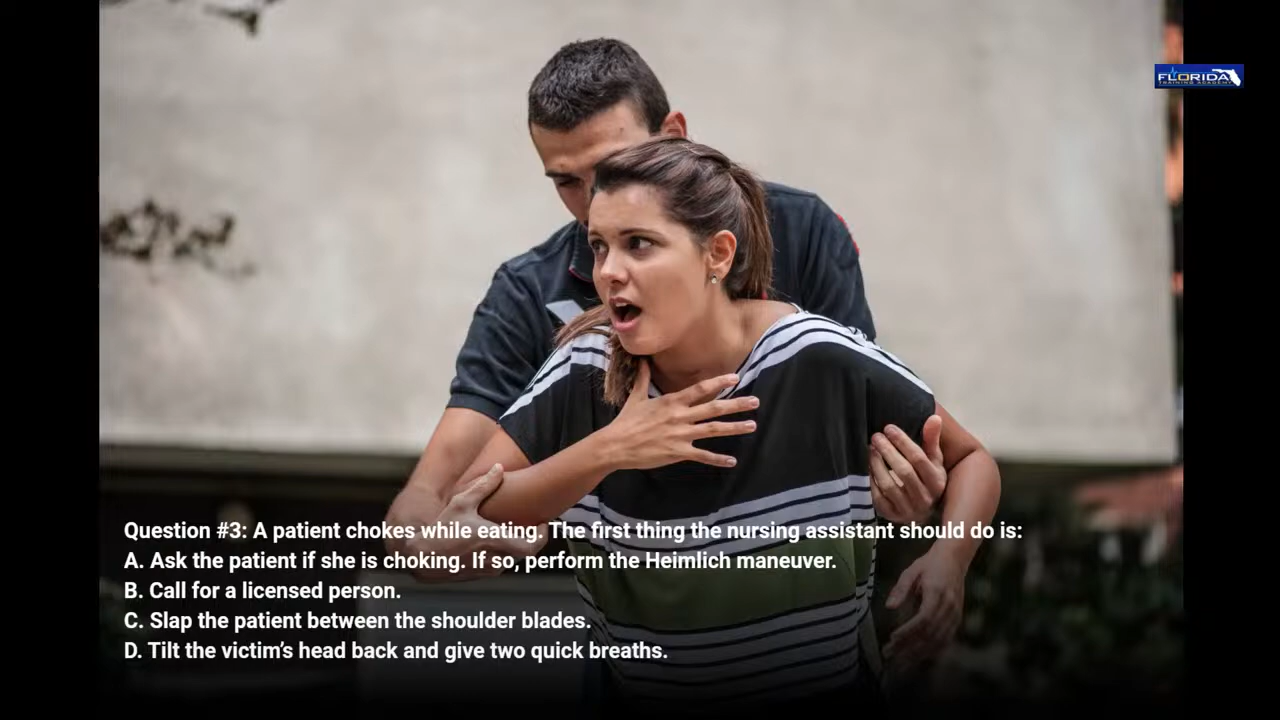 FLORIDA
TRAINING ACADEMY
Question #3: A patient chokes while eating. The first thing the nursing assistant should do is:
A. Ask the patient if she is choking. If so, perform the Heimlich maneuver.
B. Call for a licensed person.
C. Slap the patient between the shoulder blades.
D. Tilt the victim’s head back and give two quick breaths.